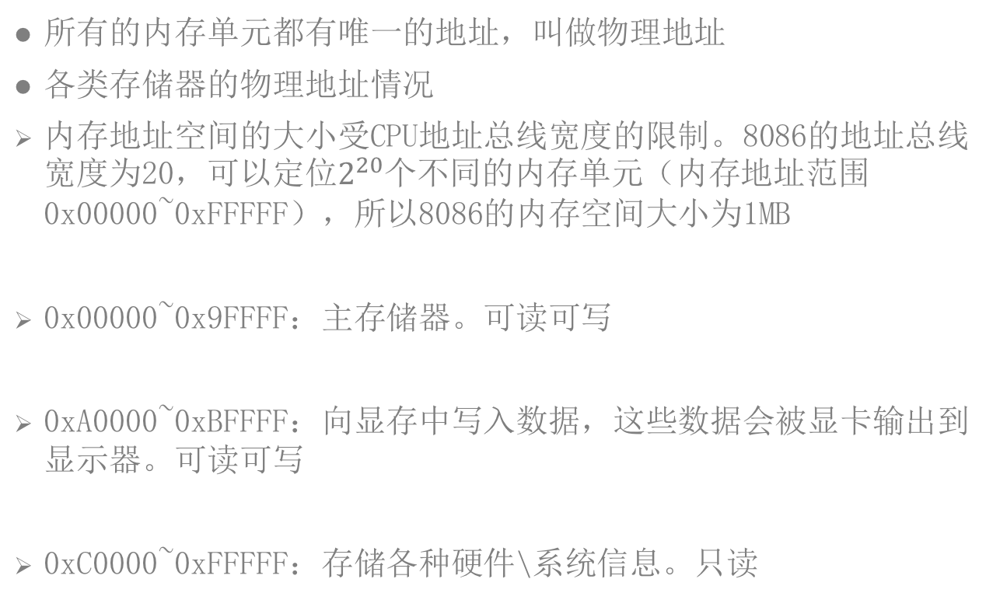 ● 所有的内存单元都有唯一的地址，叫做物理地址
● 各类存储器的物理地址情况
➢ 内存地址空间的大小受CPU地址总线宽度的限制。8086的地址总线
宽度为20，可以定位2²⁰个不同的内存单元（内存地址范围
0x00000~0xFFFFF），所以8086的内存空间大小为1MB
➢ 0x00000~0x9FFFF：主存储器。可读可写
➢ 0xA0000~0xBFFFF：向显存中写入数据，这些数据会被显卡输出到
显示器。可读可写
➢ 0xC0000~0xFFFFF：存储各种硬件\系统信息。只读